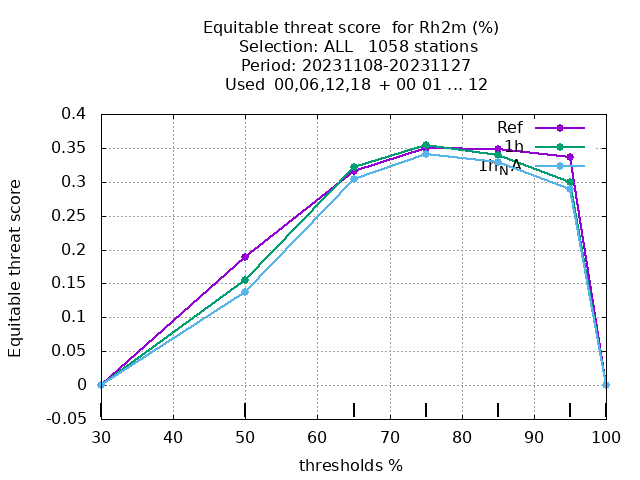 Equitable threat score  for Rh2m (%)
Selection: ALL   1058 stations
Period: 20231108-20231127
Used  00,06,12,18  + 00 01 ... 12
Equitable threat score
0.4
0.35
0.3
0.25
0.2
0.15
0.1
0.05
0
-0.05
Ref
1h
1hNA
30 40 50 60 70 80 90 100
thresholds %